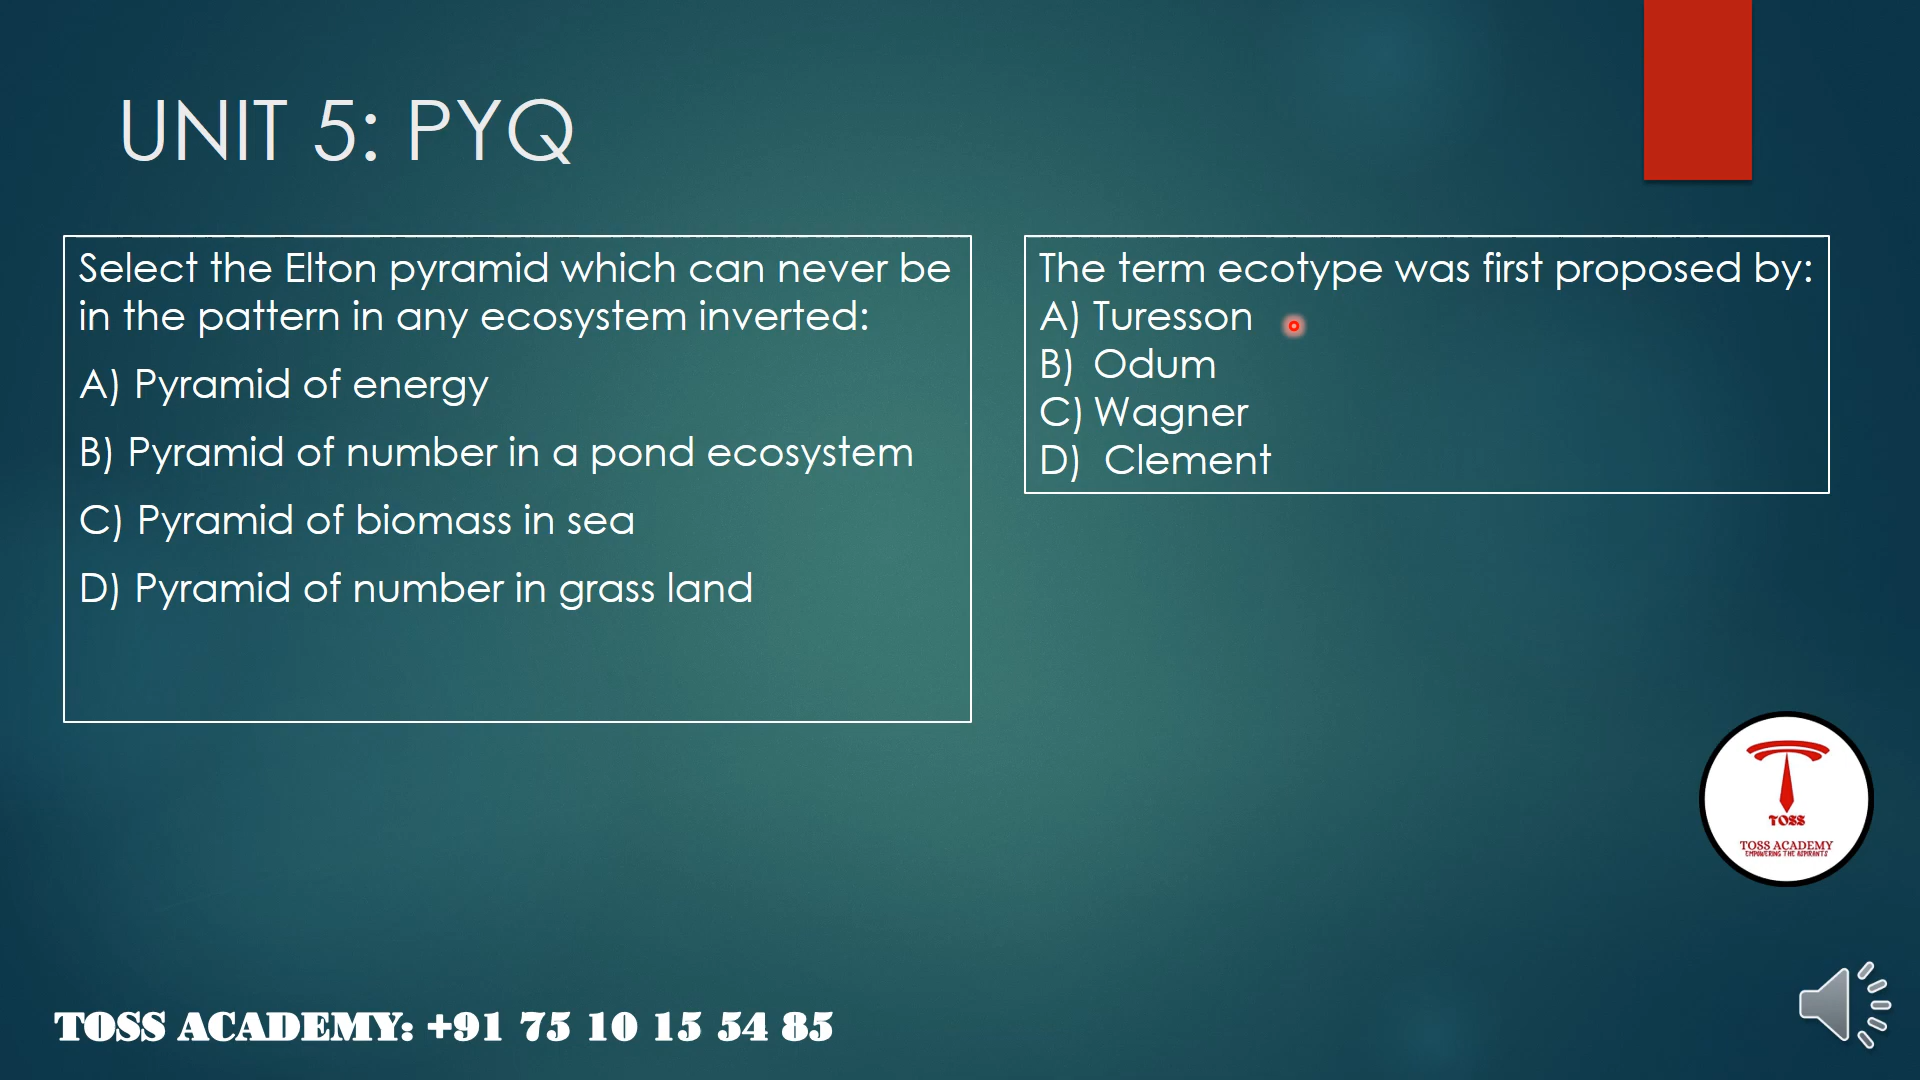 UNIT 5: PYQ
Select the Elton pyramid which can never be
in the pattern in any ecosystem inverted:
A) Pyramid of energy
B) Pyramid of number in a pond ecosystem
C) Pyramid of biomass in sea
D) Pyramid of number in grass land
The term ecotype was first proposed by:
A) Turesson
B) Odum
C) Wagner
D) Clement
TOSS
TOSS ACADEMY
EMPOWERING THE ASPIRANTS
TOSS ACADEMY: +91 75 10 15 54 85